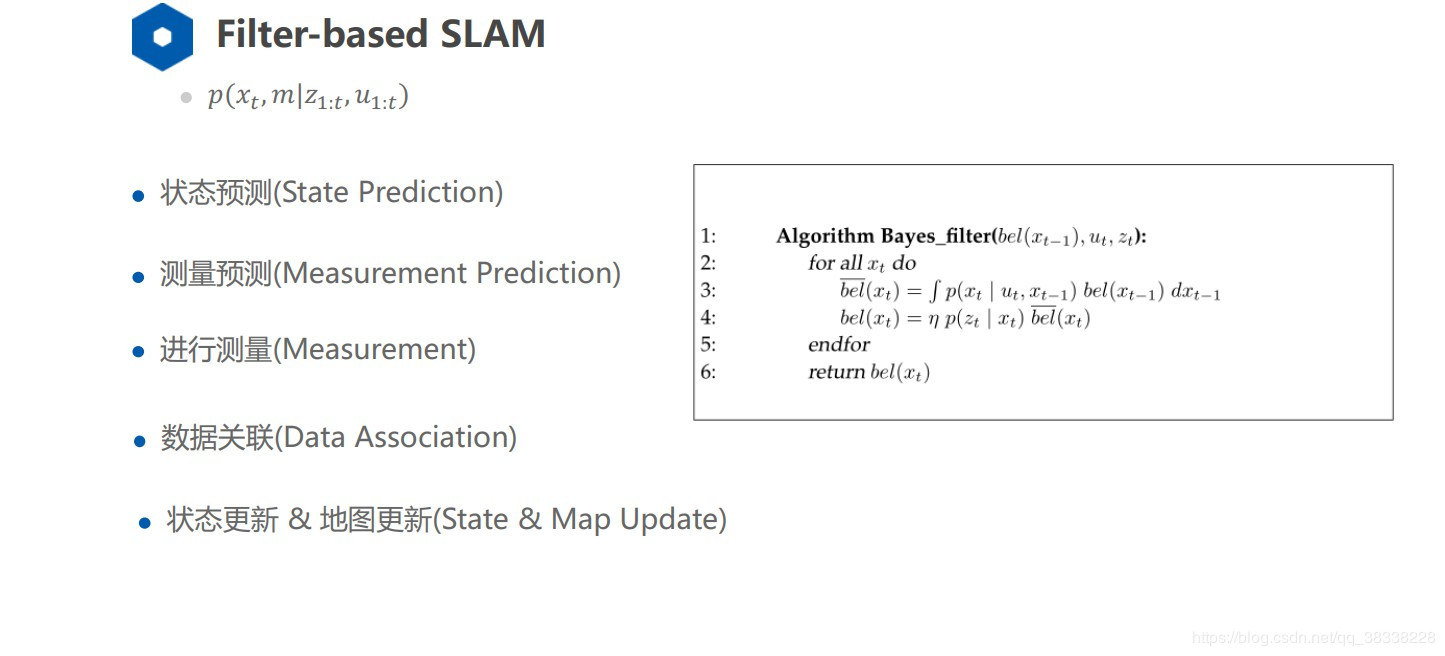 Filter-based SLAM
p(x_t, m|z_{1:t}, u_{1:t})
状态预测(State Prediction)
测量预测(Measurement Prediction)
进行测量(Measurement)
数据关联(Data Association)
状态更新 & 地图更新(State & Map Update)
1: Algorithm Bayes_filter(bel(x_{t−1}), u_t, z_t):
2: for all x_t do
3: \overline{bel}(x_t) = ∫ p(x_t | u_t, x_{t−1}) bel(x_{t−1}) dx_{t−1}
4: bel(x_t) = η p(z_t | x_t) \overline{bel}(x_t)
5: endfor
6: return bel(x_t)
https://blog.csdn.net/qq_38338228